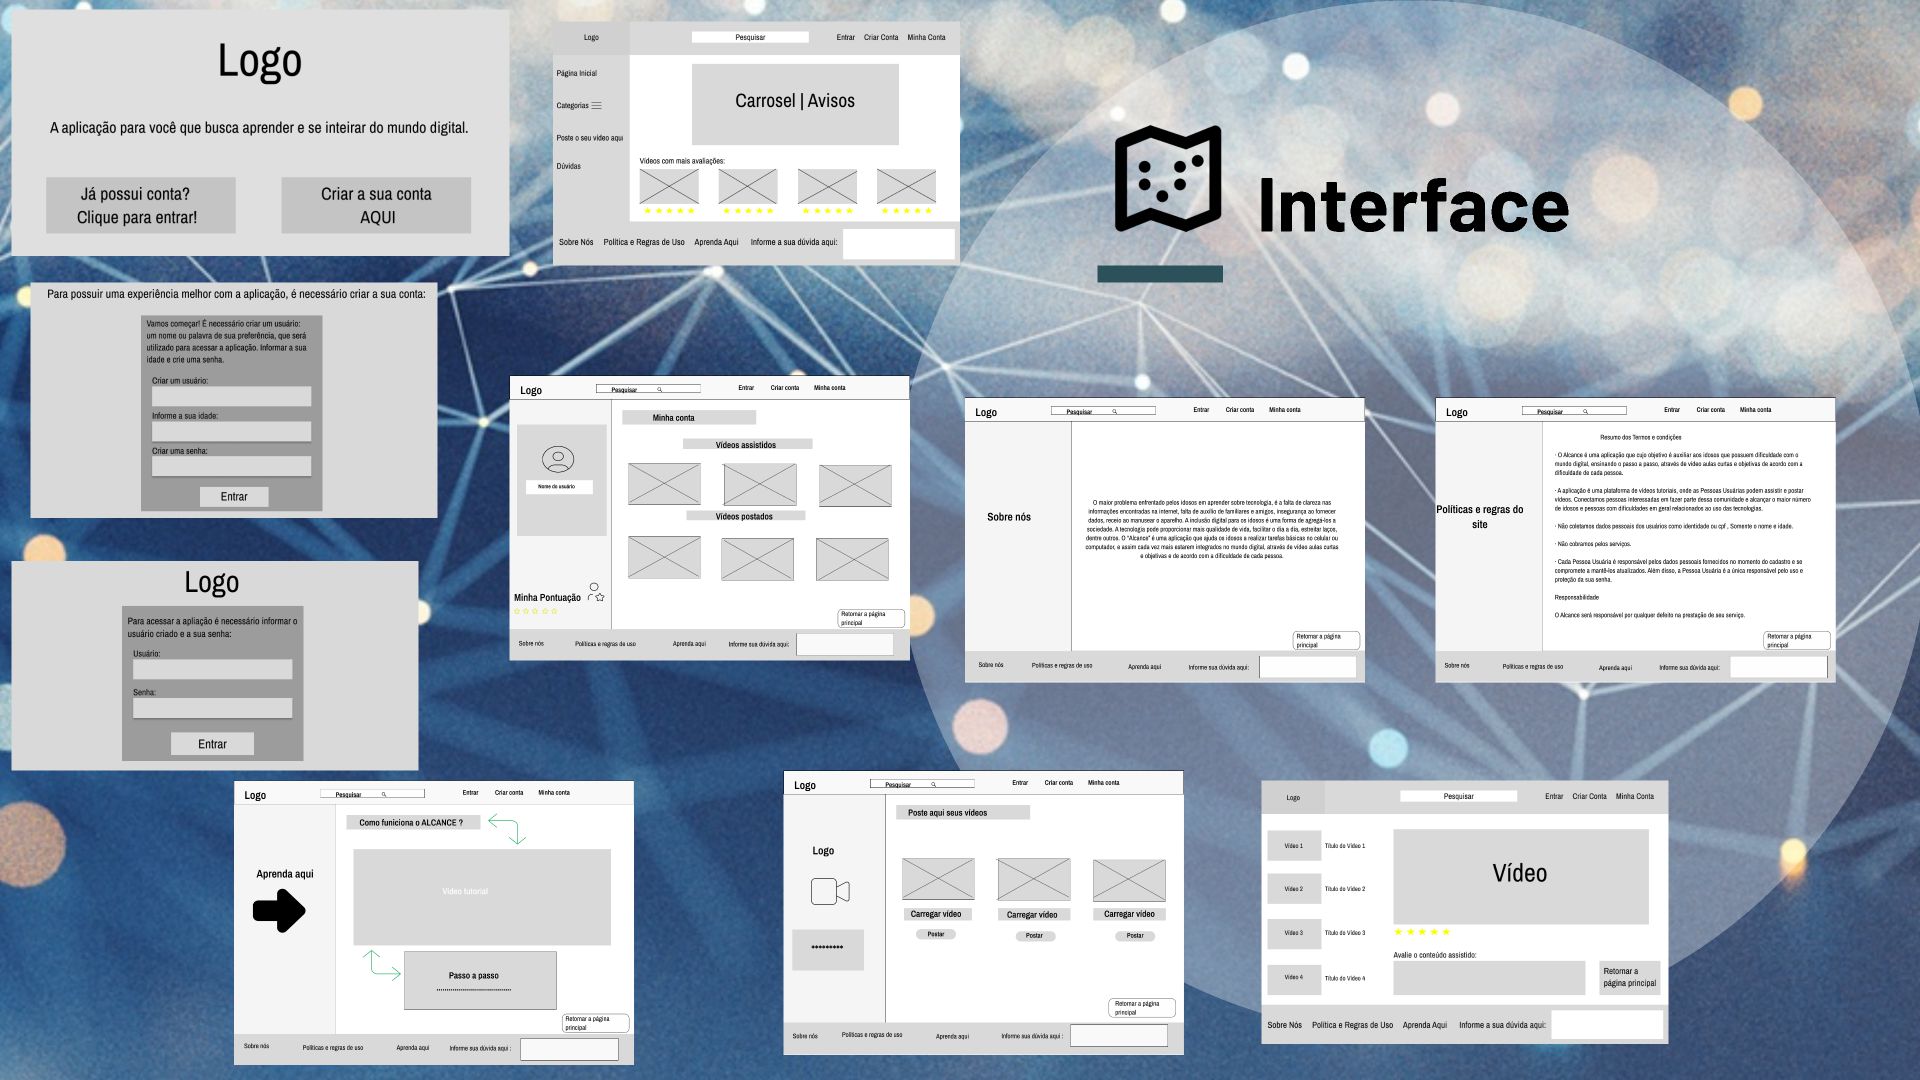 Logo
A aplicação para você que busca aprender e se inteirar do mundo digital.
Já possui conta?
Clique para entrar!
Criar a sua conta
AQUI
Logo
Pesquisar
Entrar Criar Conta Minha Conta
Página Inicial
Categorias
Poste o seu vídeo aqui
Dúvidas
Carrosel | Avisos
Vídeos com mais avaliações:
Sobre Nós Política e Regras de Uso Aprenda Aqui Informe a sua dúvida aqui:
Interface
Para possuir uma experiência melhor com a aplicação, é necessário criar a sua conta:
Vamos começar! É necessário criar um usuário:
um nome ou palavra de sua preferência, que será
utilizado para acessar a aplicação. Informar a sua
idade e crie uma senha.
Criar um usuário:
Informe a sua idade:
Criar uma senha:
Entrar
Logo
Pesquisar
Entrar Criar conta Minha conta
Minha conta
Vídeos assistidos
Nome do usuário
Vídeos postados
Minha Pontuação
Retornar a página
principal
Sobre nós Políticas e regras de uso Aprenda aqui Informe sua dúvida aqui:
Logo
Pesquisar
Entrar Criar conta Minha conta
Sobre nós
O maior problema enfrentado pelos idosos em aprender sobre tecnologia, é a falta de clareza nas
informações encontradas na internet, falta de auxílio de familiares e amigos, insegurança ao fornecer
dados, receio ao manusear o aparelho. A inclusão digital para os idosos é uma forma de agregá-los a
sociedade. A tecnologia pode proporcionar mais qualidade de vida, facilitar o dia a dia, estreitar laços,
dentre outros. O "Alcance" é uma aplicação que ajuda os idosos a realizar tarefas básicas no celular ou
computador, e assim cada vez mais estarem integrados no mundo digital, através de vídeo aulas curtas
e objetivas e de acordo com a dificuldade de cada pessoa.
Retornar a página
principal
Sobre nós Políticas e regras de uso Aprenda aqui Informe sua dúvida aqui:
Logo
Pesquisar
Entrar Criar conta Minha conta
Políticas e regras do
site
Resumo dos Termos e condições
· O Alcance é uma aplicação que cujo objetivo é auxiliar aos idosos que possuem dificuldade com o
mundo digital, ensinando o passo a passo, através de vídeo aulas curtas e objetivas de acordo com a
dificuldade de cada pessoa.
· A aplicação é uma plataforma de vídeos tutoriais, onde as Pessoas Usuárias podem assistir e postar
vídeos. Conectamos pessoas interessadas em fazer parte dessa comunidade e alcançar o maior número
de idosos e pessoas com dificuldades em geral relacionados ao uso das tecnologias.
· Não coletamos dados pessoais dos usuários como identidade ou cpf . Somente o nome e idade.
· Não cobramos pelos serviços.
· Cada Pessoa Usuária é responsável pelos dados pessoais fornecidos no momento do cadastro e se
compromete a mantê-los atualizados. Além disso, a Pessoa Usuária é a única responsável pelo uso e
proteção da sua senha.
Responsabilidade
O Alcance será responsável por qualquer defeito na prestação de seu serviço.
Retornar a página
principal
Sobre nós Políticas e regras de uso Aprenda aqui Informe sua dúvida aqui:
Logo
Para acessar a apliação é necessário informar o
usuário criado e a sua senha:
Usuário:
Senha:
Entrar
Logo
Pesquisar
Entrar Criar conta Minha conta
Como funiciona o ALCANCE ?
Aprenda aqui
Vídeo tutorial
Passo a passo
Retornar a página
principal
Sobre nós Políticas e regras de uso Aprenda aqui Informe sua dúvida aqui :
Logo
Pesquisar
Entrar Criar conta Minha conta
Poste aqui seus vídeos
Logo
*********
Carregar vídeo Carregar vídeo Carregar vídeo
Postar Postar Postar
Retornar a página
principal
Sobre nós Políticas e regras de uso Aprenda aqui Informe sua dúvida aqui :
Logo
Pesquisar
Entrar Criar Conta Minha Conta
Vídeo 1 Título do Vídeo 1
Vídeo 2 Título do Vídeo 2
Vídeo 3 Título do Vídeo 3
Vídeo 4 Título do Vídeo 4
Vídeo
Avalie o conteúdo assistido:
Retornar a
página principal
Sobre Nós Política e Regras de Uso Aprenda Aqui Informe a sua dúvida aqui: